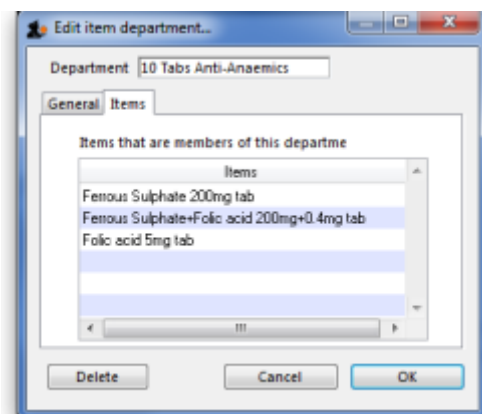 Edit item department...
Department 10 Tabs Anti-Anaemics
General Items
Items that are members of this departme
Items
Ferrous Sulphate 200mg tab
Ferrous Sulphate+Folic acid 200mg+0.4mg tab
Folic acid 5mg tab
Delete Cancel OK